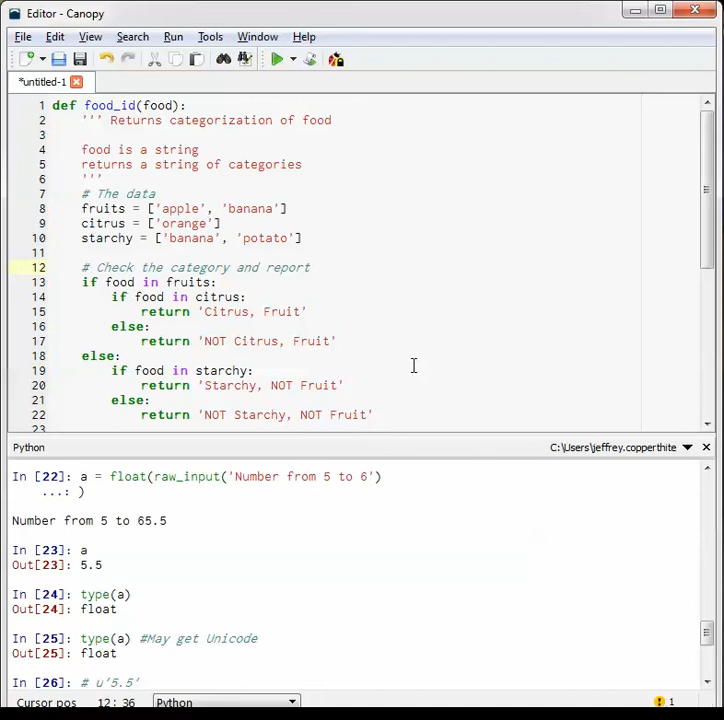 Editor - Canopy
File Edit View Search Run Tools Window Help
*untitled-1
1 def food_id(food):
2 ''' Returns categorization of food
3
4 food is a string
5 returns a string of categories
6 '''
7 # The data
8 fruits = ['apple', 'banana']
9 citrus = ['orange']
10 starchy = ['banana', 'potato']
11
12 # Check the category and report
13 if food in fruits:
14 if food in citrus:
15 return 'Citrus, Fruit'
16 else:
17 return 'NOT Citrus, Fruit'
18 else:
19 if food in starchy:
20 return 'Starchy, NOT Fruit'
21 else:
22 return 'NOT Starchy, NOT Fruit'
23
Python C:\Users\jeffrey.copperthite
In [22]: a = float(raw_input('Number from 5 to 6')
...: )
Number from 5 to 65.5
In [23]: a
Out[23]: 5.5
In [24]: type(a)
Out[24]: float
In [25]: type(a) #May get Unicode
Out[25]: float
In [26]: # u'5.5'
Cursor pos 12: 36 Python 1